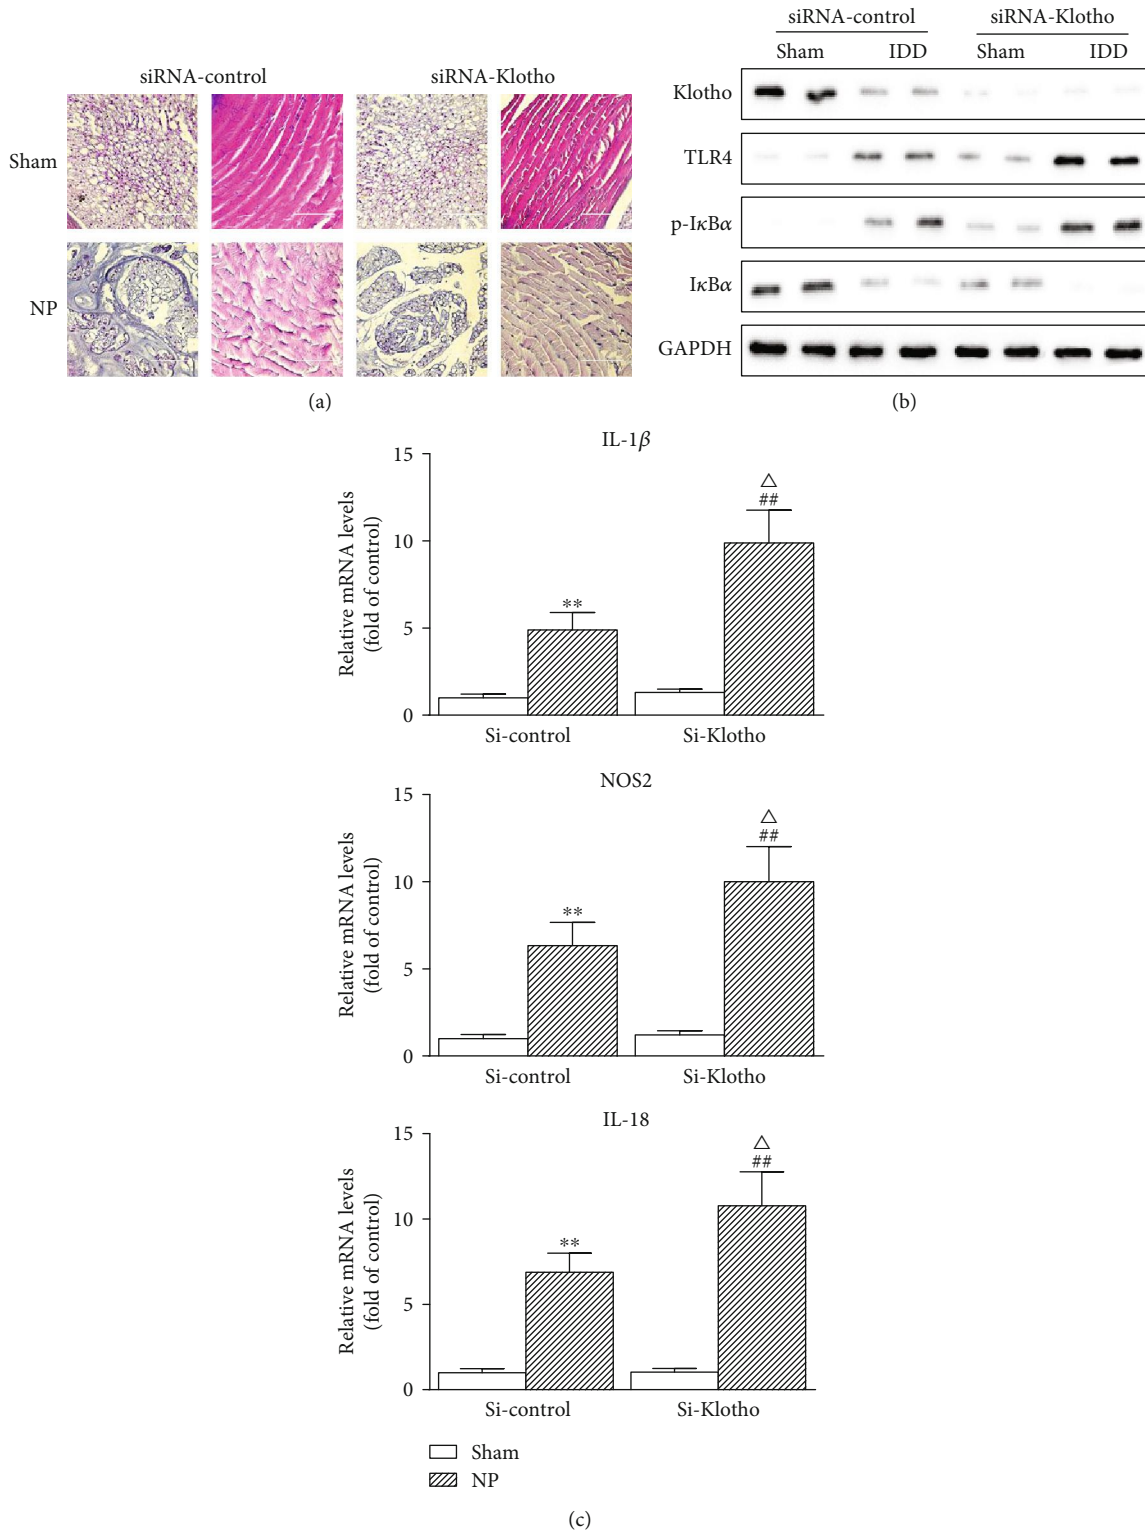 siRNA-control siRNA-Klotho
Sham
NP
(a)
siRNA-control siRNA-Klotho
Sham IDD Sham IDD
Klotho
TLR4
p-IκBα
IκBα
GAPDH
(b)
IL-1β
Relative mRNA levels
(fold of control)
15
10
5
0
**
△
##
Si-control Si-Klotho
NOS2
Relative mRNA levels
(fold of control)
15
10
5
0
**
△
##
Si-control Si-Klotho
IL-18
Relative mRNA levels
(fold of control)
15
10
5
0
**
△
##
Si-control Si-Klotho
Sham
NP
(c)